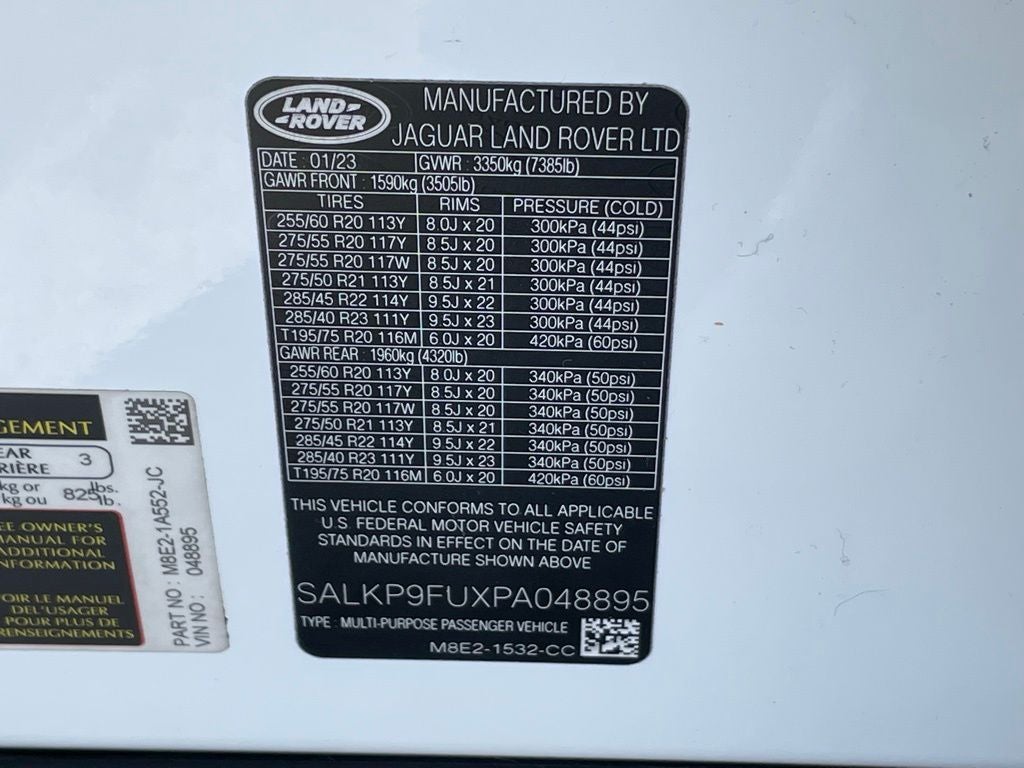 LAND-
-ROVER
MANUFACTURED BY
JAGUAR LAND ROVER LTD
DATE : 01/23 GVWR : 3350kg (7385lb)
GAWR FRONT : 1590kg (3505lb)
TIRES RIMS PRESSURE (COLD)
255/60 R20 113Y 8.0J x 20 300kPa (44psi)
275/55 R20 117Y 8.5J x 20 300kPa (44psi)
275/55 R20 117W 8.5J x 20 300kPa (44psi)
275/50 R21 113Y 8.5J x 21 300kPa (44psi)
285/45 R22 114Y 9.5J x 22 300kPa (44psi)
285/40 R23 111Y 9.5J x 23 300kPa (44psi)
T195/75 R20 116M 6.0J x 20 420kPa (60psi)
GAWR REAR : 1960kg (4320lb)
255/60 R20 113Y 8.0J x 20 340kPa (50psi)
275/55 R20 117Y 8.5J x 20 340kPa (50psi)
275/55 R20 117W 8.5J x 20 340kPa (50psi)
275/50 R21 113Y 8.5J x 21 340kPa (50psi)
285/45 R22 114Y 9.5J x 22 340kPa (50psi)
285/40 R23 111Y 9.5J x 23 340kPa (50psi)
T195/75 R20 116M 6.0J x 20 420kPa (60psi)
THIS VEHICLE CONFORMS TO ALL APPLICABLE
U.S. FEDERAL MOTOR VEHICLE SAFETY
STANDARDS IN EFFECT ON THE DATE OF
MANUFACTURE SHOWN ABOVE
SALKP9FUXPA048895
TYPE : MULTI-PURPOSE PASSENGER VEHICLE
M8E2-1532-CC
GEMENT
EAR 3
RIÈRE
kg or
kg ou 825 lbs.
lb.
EE OWNER'S
MANUAL FOR
ADDITIONAL
NFORMATION
OIR LE MANUEL
DEL'USAGER
POUR PLUS DE
RENSEIGNEMENTS
PART NO : M8E2-1A552-JC
VIN NO : 048895